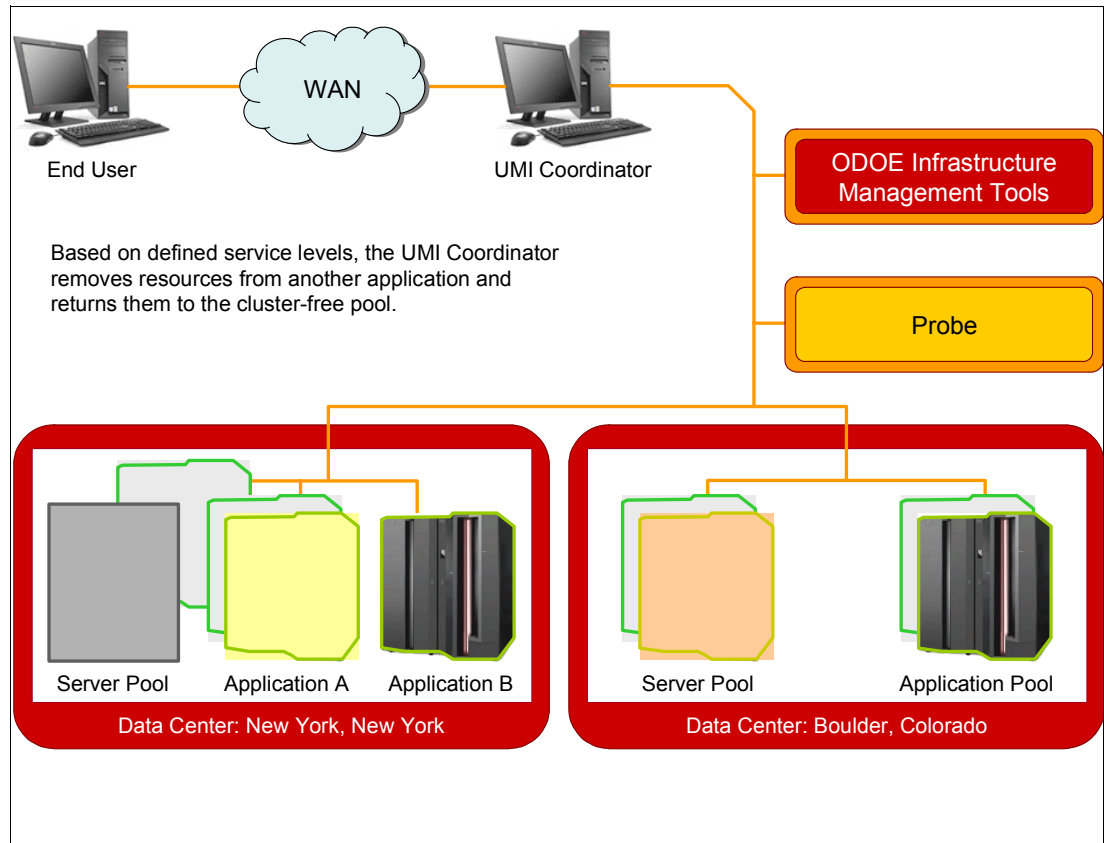 WAN
End User
UMI Coordinator
ODOE Infrastructure
Management Tools
Based on defined service levels, the UMI Coordinator
removes resources from another application and
returns them to the cluster-free pool.
Probe
Server Pool
Application A
Application B
Data Center: New York, New York
Server Pool
Application Pool
Data Center: Boulder, Colorado